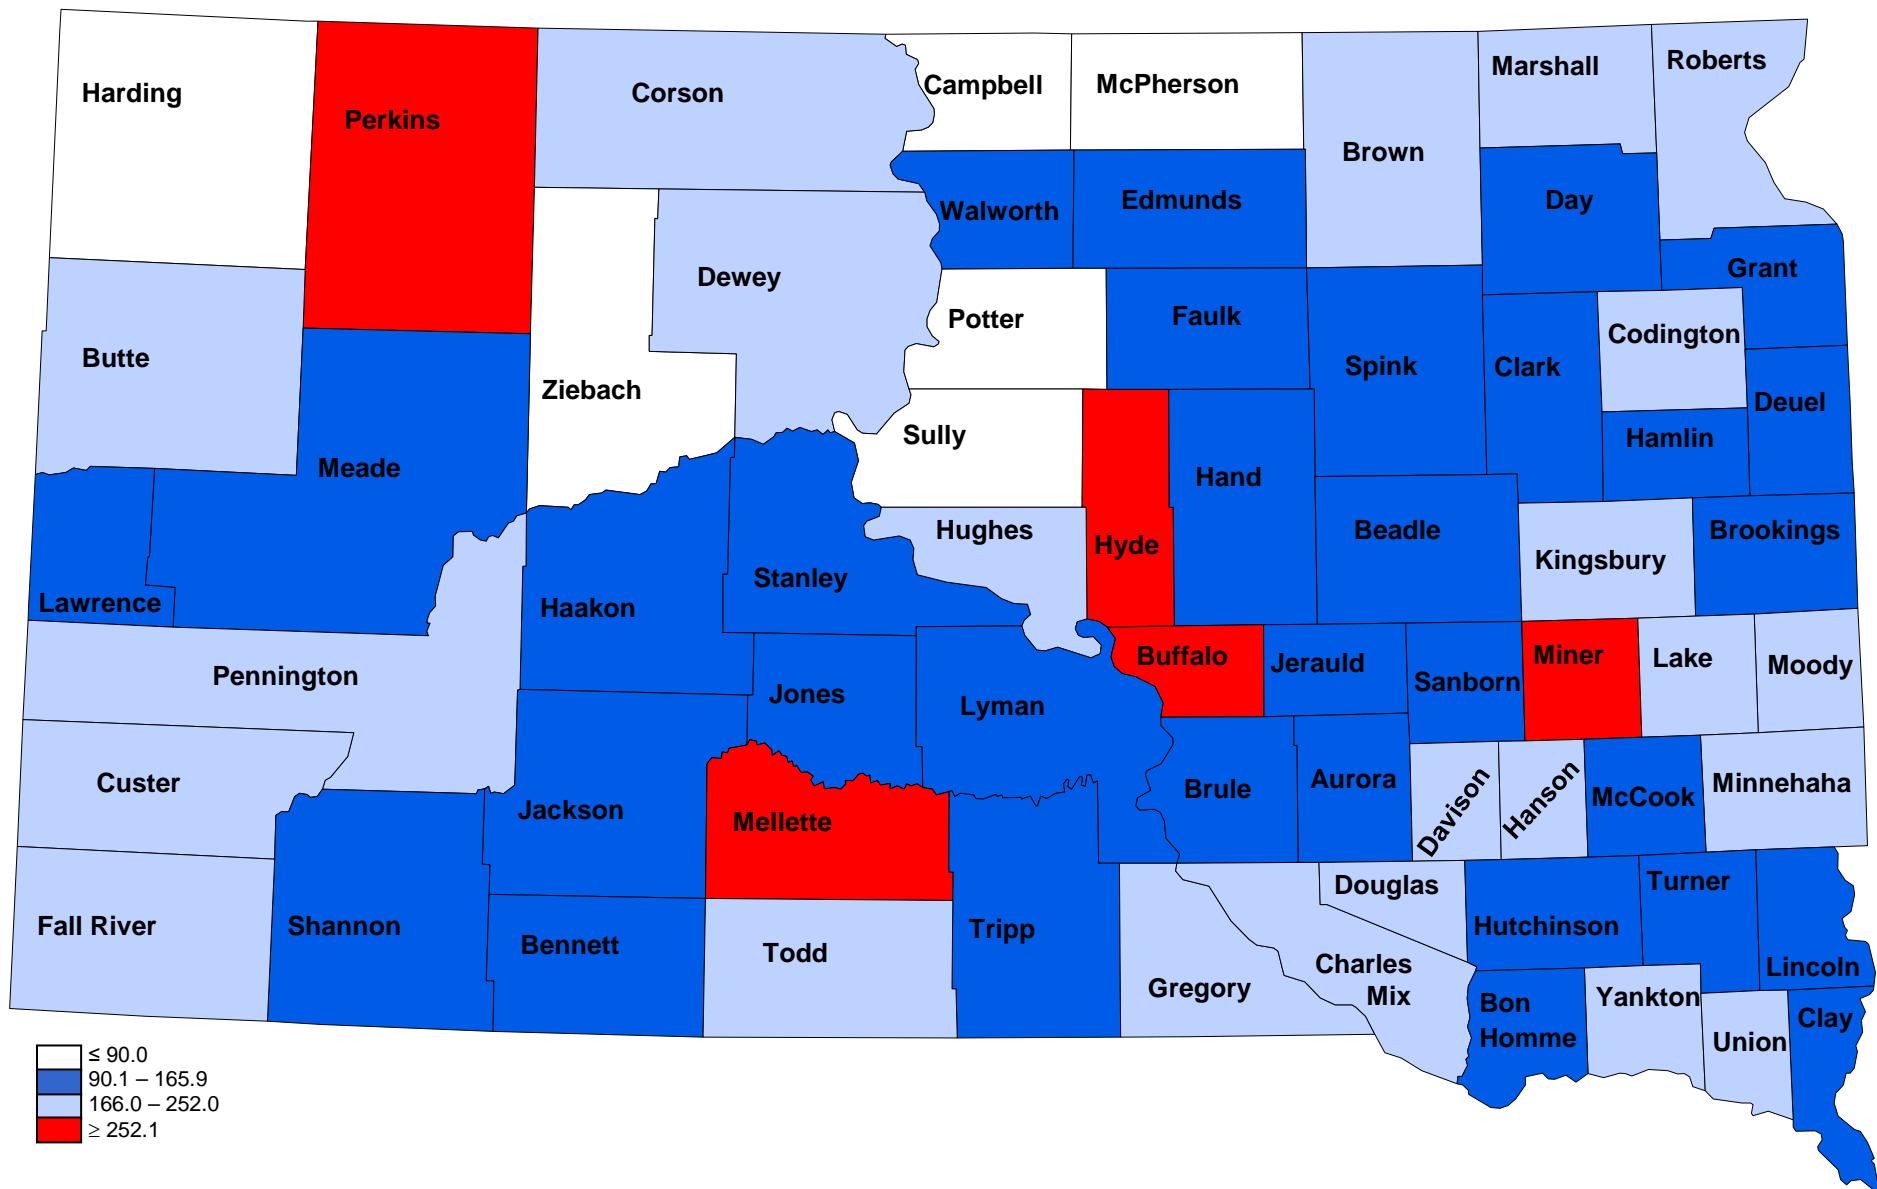 Harding
Perkins
Corson
Campbell
McPherson
Brown
Marshall
Roberts
Walworth
Edmunds
Day
Grant
Butte
Dewey
Potter
Faulk
Spink
Clark
Codington
Deuel
Hamlin
Ziebach
Meade
Sully
Hyde
Hand
Beadle
Kingsbury
Brookings
Hughes
Stanley
Haakon
Lawrence
Pennington
Jones
Lyman
Buffalo
Jerauld
Sanborn
Miner
Lake
Moody
Custer
Jackson
Mellette
Brule
Aurora
Davison
Hanson
McCook
Minnehaha
Fall River
Shannon
Bennett
Todd
Tripp
Gregory
Charles
Mix
Douglas
Hutchinson
Turner
Lincoln
Bon
Homme
Yankton
Union
Clay
≤ 90.0
90.1 – 165.9
166.0 – 252.0
≥ 252.1